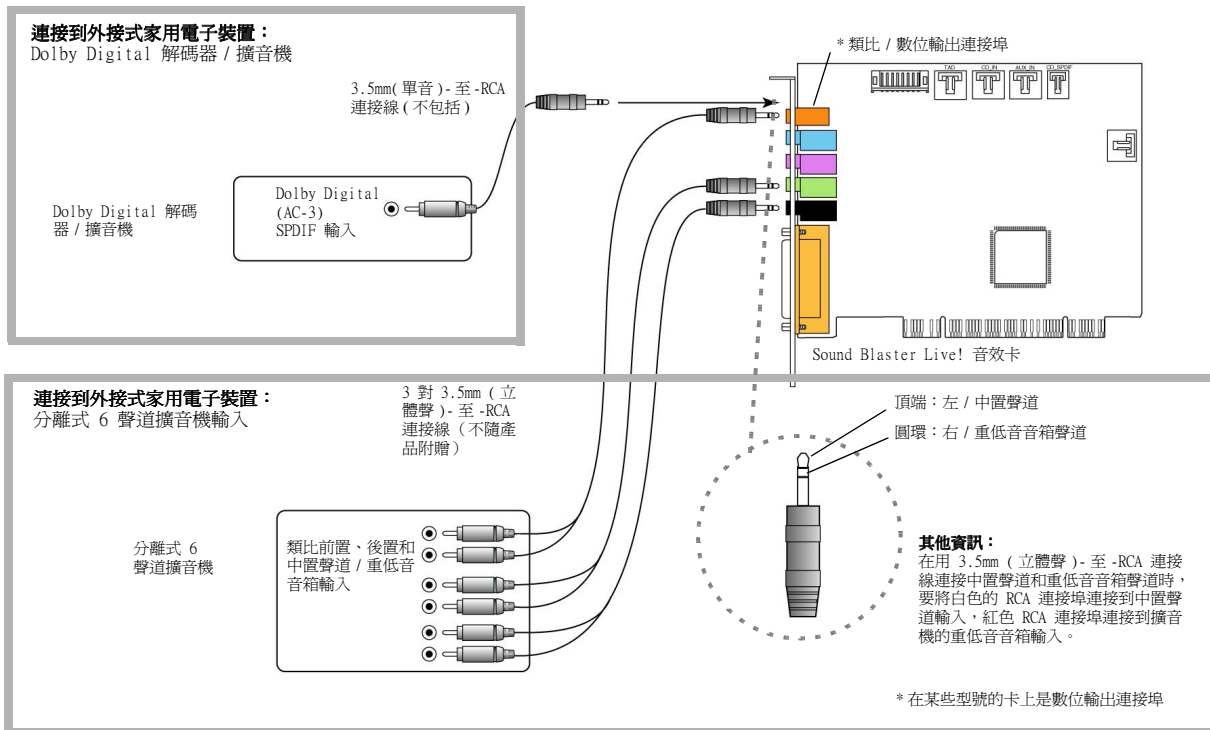 連接到外接式家用電子裝置：
Dolby Digital 解碼器 / 擴音機
3.5mm( 單音 )- 至 -RCA
連接線 ( 不包括 )
Dolby Digital 解碼
器 / 擴音機
Dolby Digital
(AC-3)
SPDIF 輸入
* 類比 / 數位輸出連接埠
TAD
CD_IN
AUX_IN
CD_SPDIF
Sound Blaster Live! 音效卡
連接到外接式家用電子裝置：
分離式 6 聲道擴音機輸入
3 對 3.5mm ( 立
體聲 )- 至 -RCA
連接線（不隨產
品附贈）
分離式 6
聲道擴音機
類比前置、後置和
中置聲道 / 重低音
音箱輸入
頂端：左 / 中置聲道
圓環：右 / 重低音音箱聲道
其他資訊：
在用 3.5mm ( 立體聲 )- 至 -RCA 連接
線連接中置聲道和重低音音箱聲道時，
要將白色的 RCA 連接埠連接到中置聲
道輸入，紅色 RCA 連接埠連接到擴音
機的重低音音箱輸入。
* 在某些型號的卡上是數位輸出連接埠